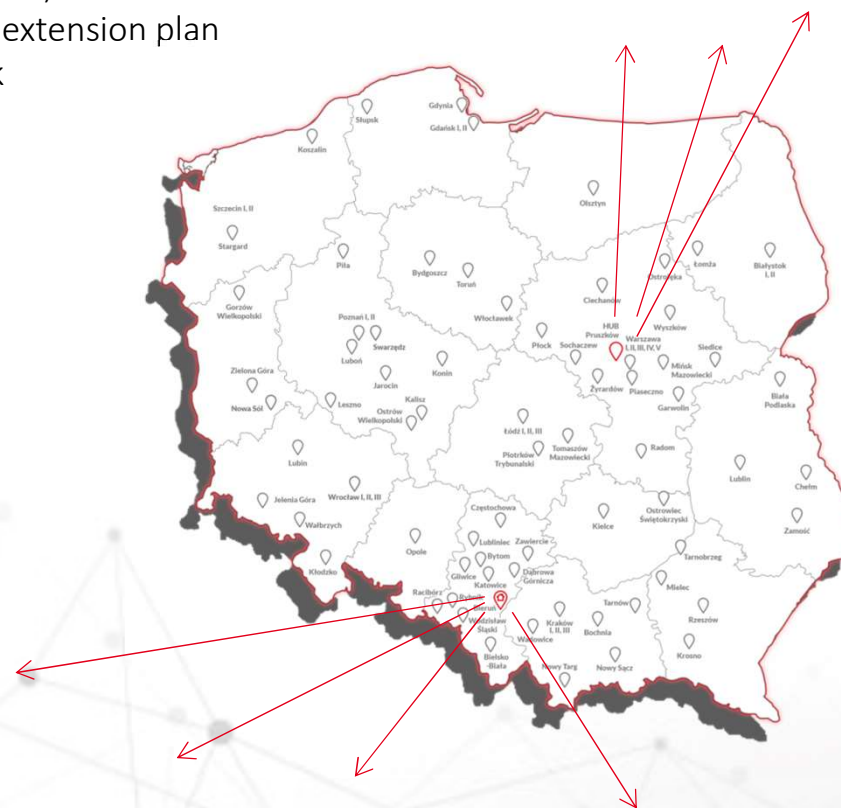 extension plan
Gdynia
Słupsk
Gdańsk I, II
Koszalin
Olsztyn
Szczecin I, II
Stargard
Piła
Bydgoszcz
Toruń
Ostrołęka
Łomża
Białystok
I, II
Ciechanów
Gorzów
Wielkopolski
Włocławek
Wyszków
HUB
Pruszków
Poznań I, II
Swarzędz
Luboń
Płock
Sochaczew
Warszawa
I, II, III, IV, V
Siedlce
Mińsk
Mazowiecki
Konin
Zielona Góra
Jarocin
Żyrardów
Piaseczno
Garwolin
Biała
Podlaska
Nowa Sól
Leszno
Kalisz
Ostrów
Wielkopolski
Łódź I, II, III
Piotrków
Trybunalski
Tomaszów
Mazowiecki
Radom
Lubin
Lublin
Chełm
Jelenia Góra
Wrocław I, II, III
Wałbrzych
Częstochowa
Kielce
Ostrowiec
Świętokrzyski
Zamość
Opole
Lubliniec
Zawiercie
Bytom
Tarnobrzeg
Kłodzko
Gliwice
Katowice
Dąbrowa
Górnicza
Mielec
Racibórz
Rybnik
Bieruń
Wodzisław
Śląski
Kraków
I, II, III
Tarnów
Bochnia
Rzeszów
Wadowice
Bielsko
-Biała
Nowy Targ
Nowy Sącz
Krosno